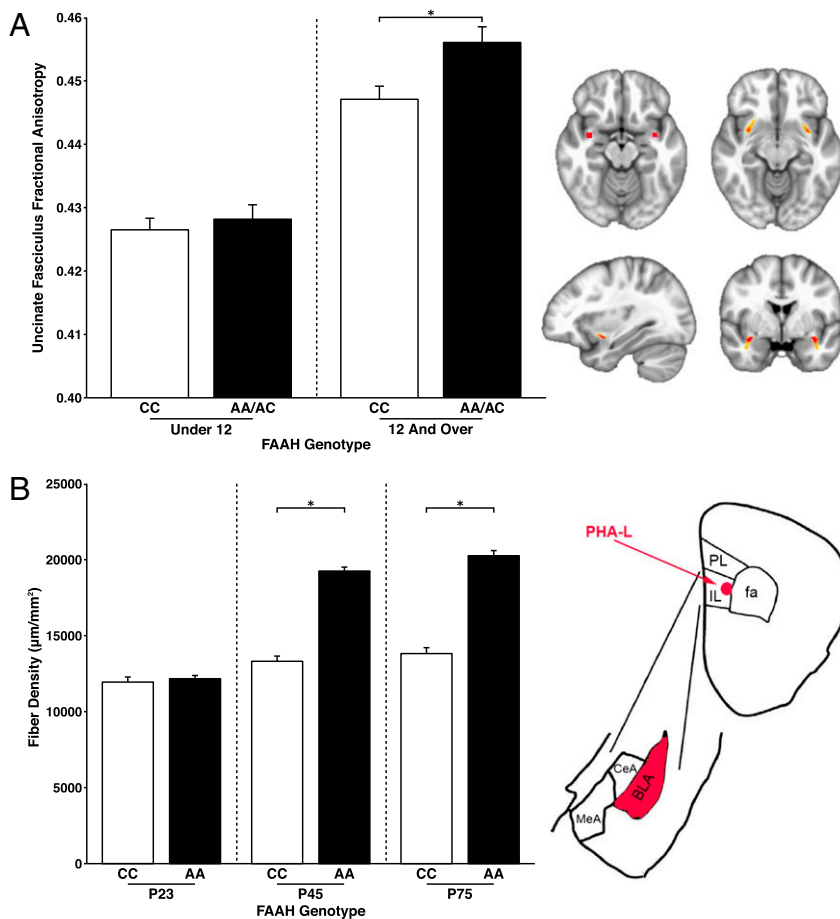 A
Uncinate Fasciculus Fractional Anisotropy
0.46
0.45
0.44
0.43
0.42
0.41
0.40
*
CC AA/AC CC AA/AC
Under 12 12 And Over
FAAH Genotype
B
Fiber Density (µm/mm²)
25000
20000
15000
10000
5000
0
* *
CC AA CC AA CC AA
P23 P45 P75
FAAH Genotype
PHA-L
PL
IL
fa
CeA
BLA
MeA